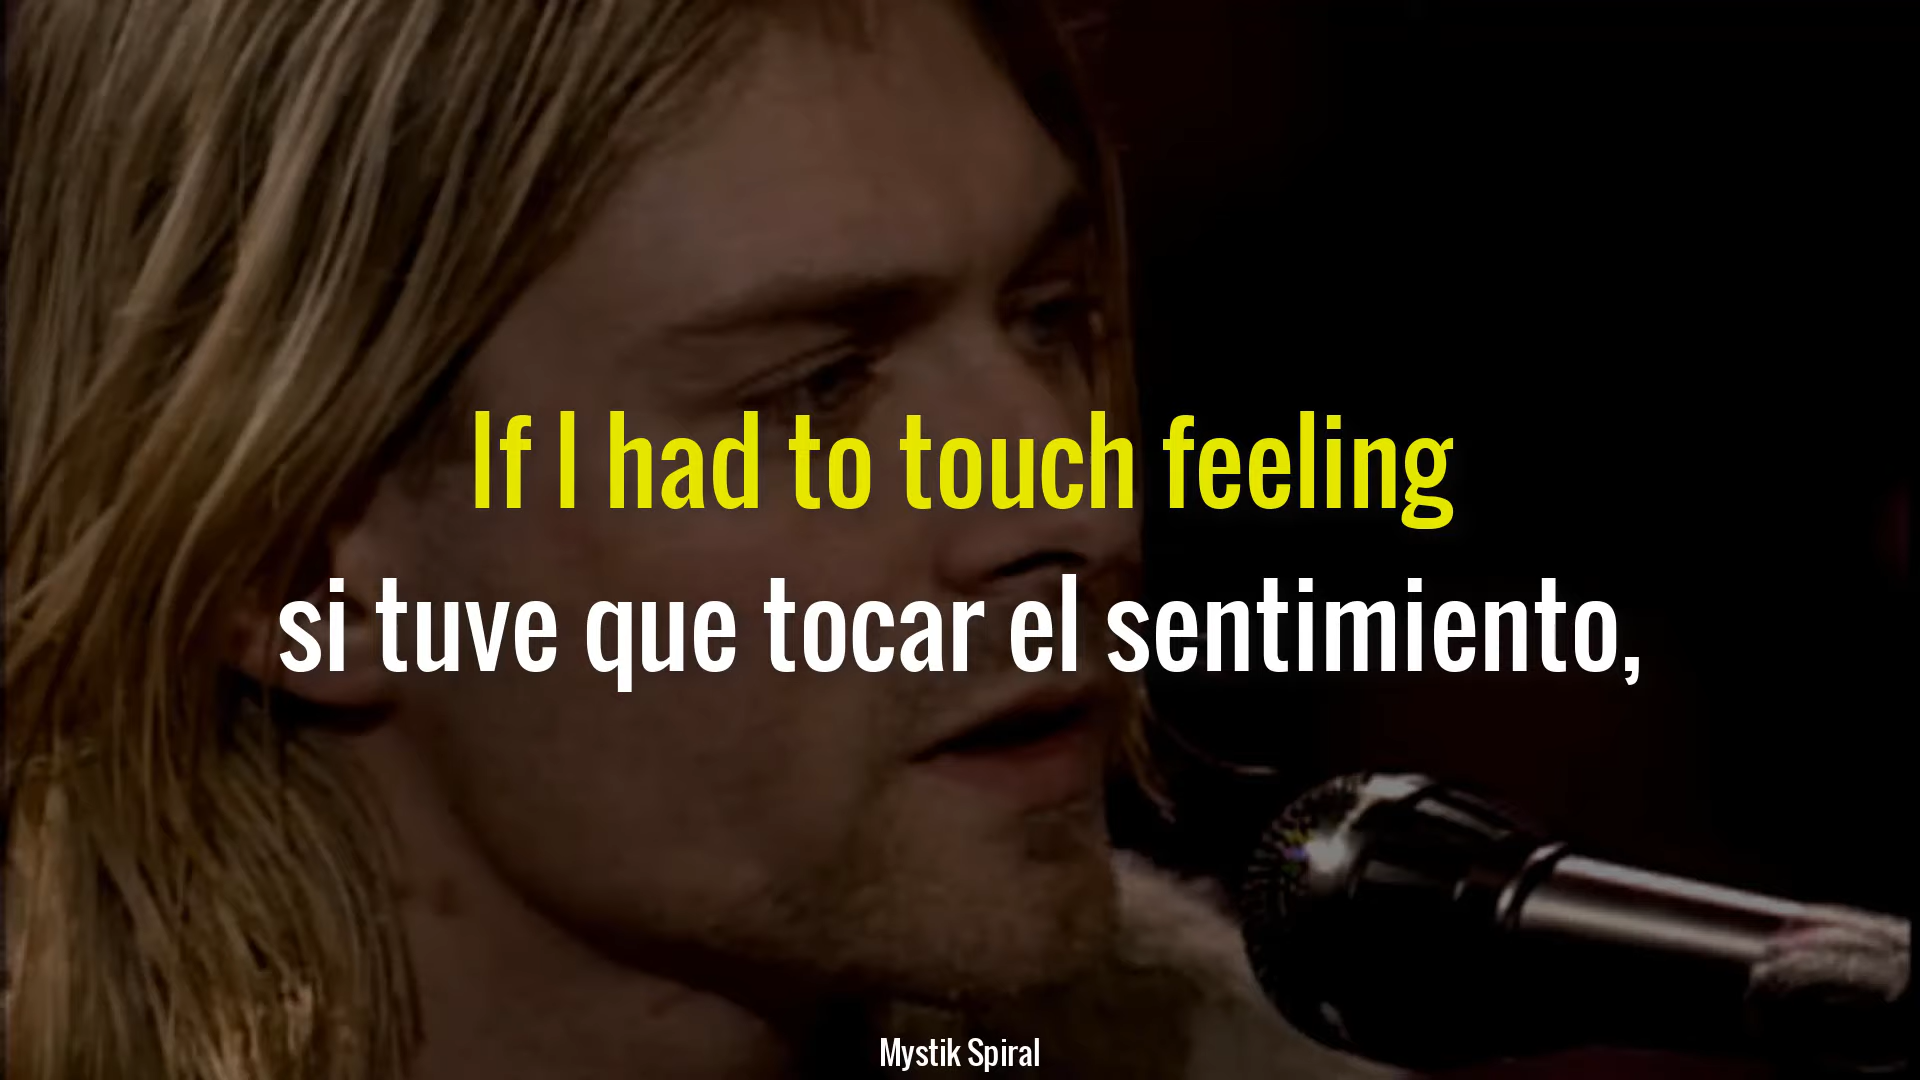 If I had to touch feeling
si tuve que tocar el sentimiento,
Mystik Spiral